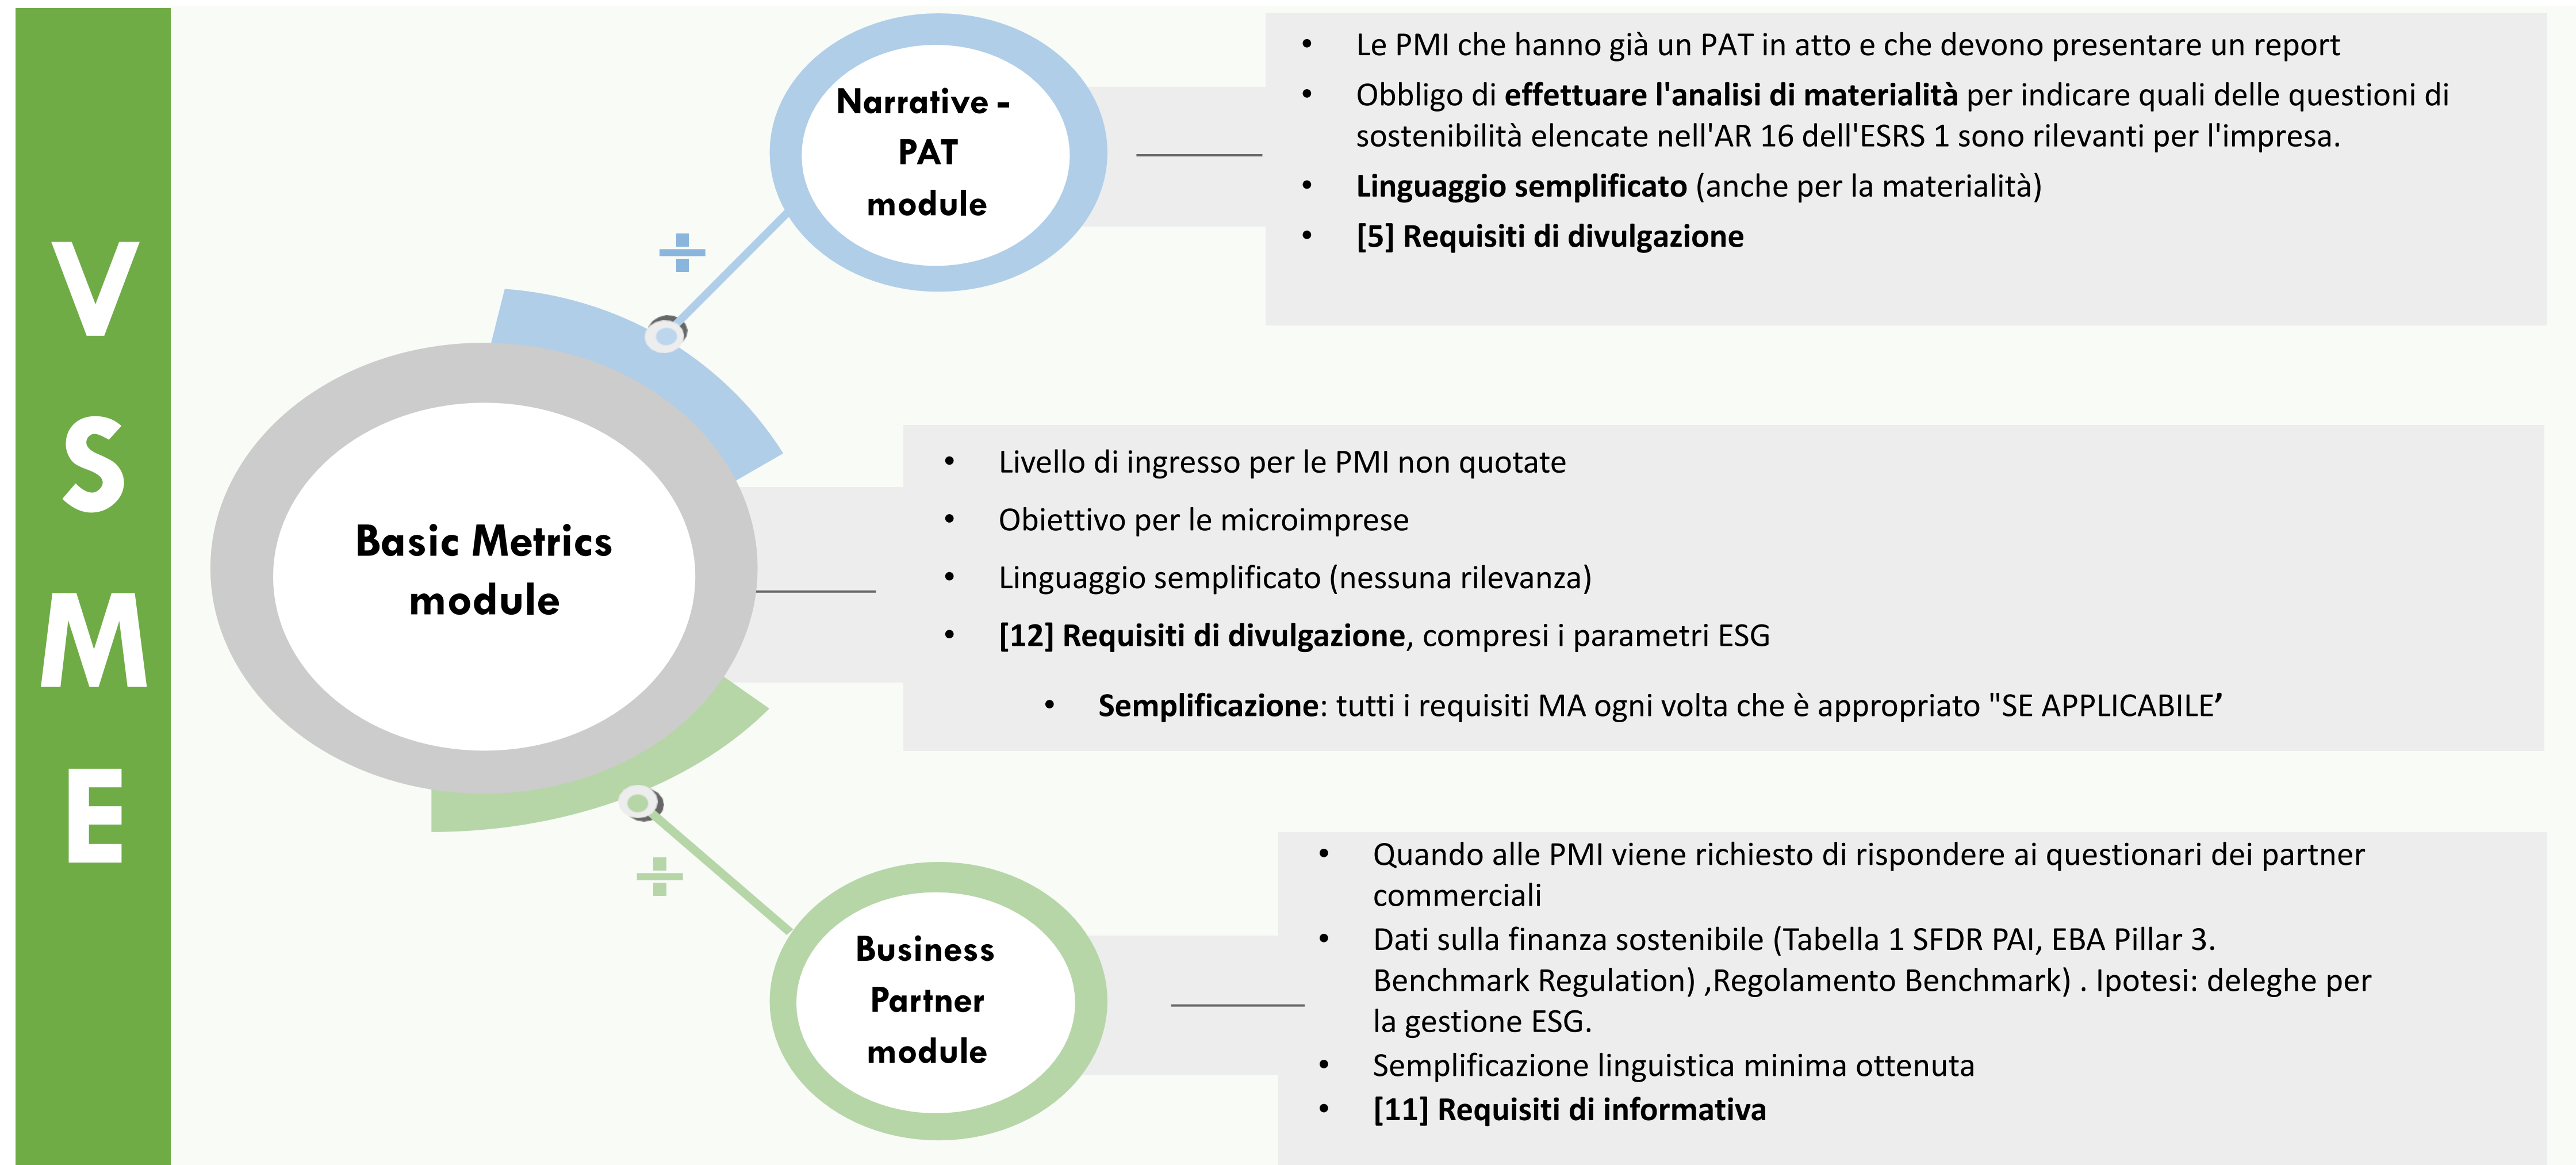 V
S
M
E
Narrative -
PAT
module
• Le PMI che hanno già un PAT in atto e che devono presentare un report
• Obbligo di effettuare l'analisi di materialità per indicare quali delle questioni di
sostenibilità elencate nell'AR 16 dell'ESRS 1 sono rilevanti per l'impresa.
• Linguaggio semplificato (anche per la materialità)
• [5] Requisiti di divulgazione
÷
Basic Metrics
module
• Livello di ingresso per le PMI non quotate
• Obiettivo per le microimprese
• Linguaggio semplificato (nessuna rilevanza)
• [12] Requisiti di divulgazione, compresi i parametri ESG
• Semplificazione: tutti i requisiti MA ogni volta che è appropriato "SE APPLICABILE’
÷
Business
Partner
module
• Quando alle PMI viene richiesto di rispondere ai questionari dei partner
commerciali
• Dati sulla finanza sostenibile (Tabella 1 SFDR PAI, EBA Pillar 3.
Benchmark Regulation) ,Regolamento Benchmark) . Ipotesi: deleghe per
la gestione ESG.
• Semplificazione linguistica minima ottenuta
• [11] Requisiti di informativa